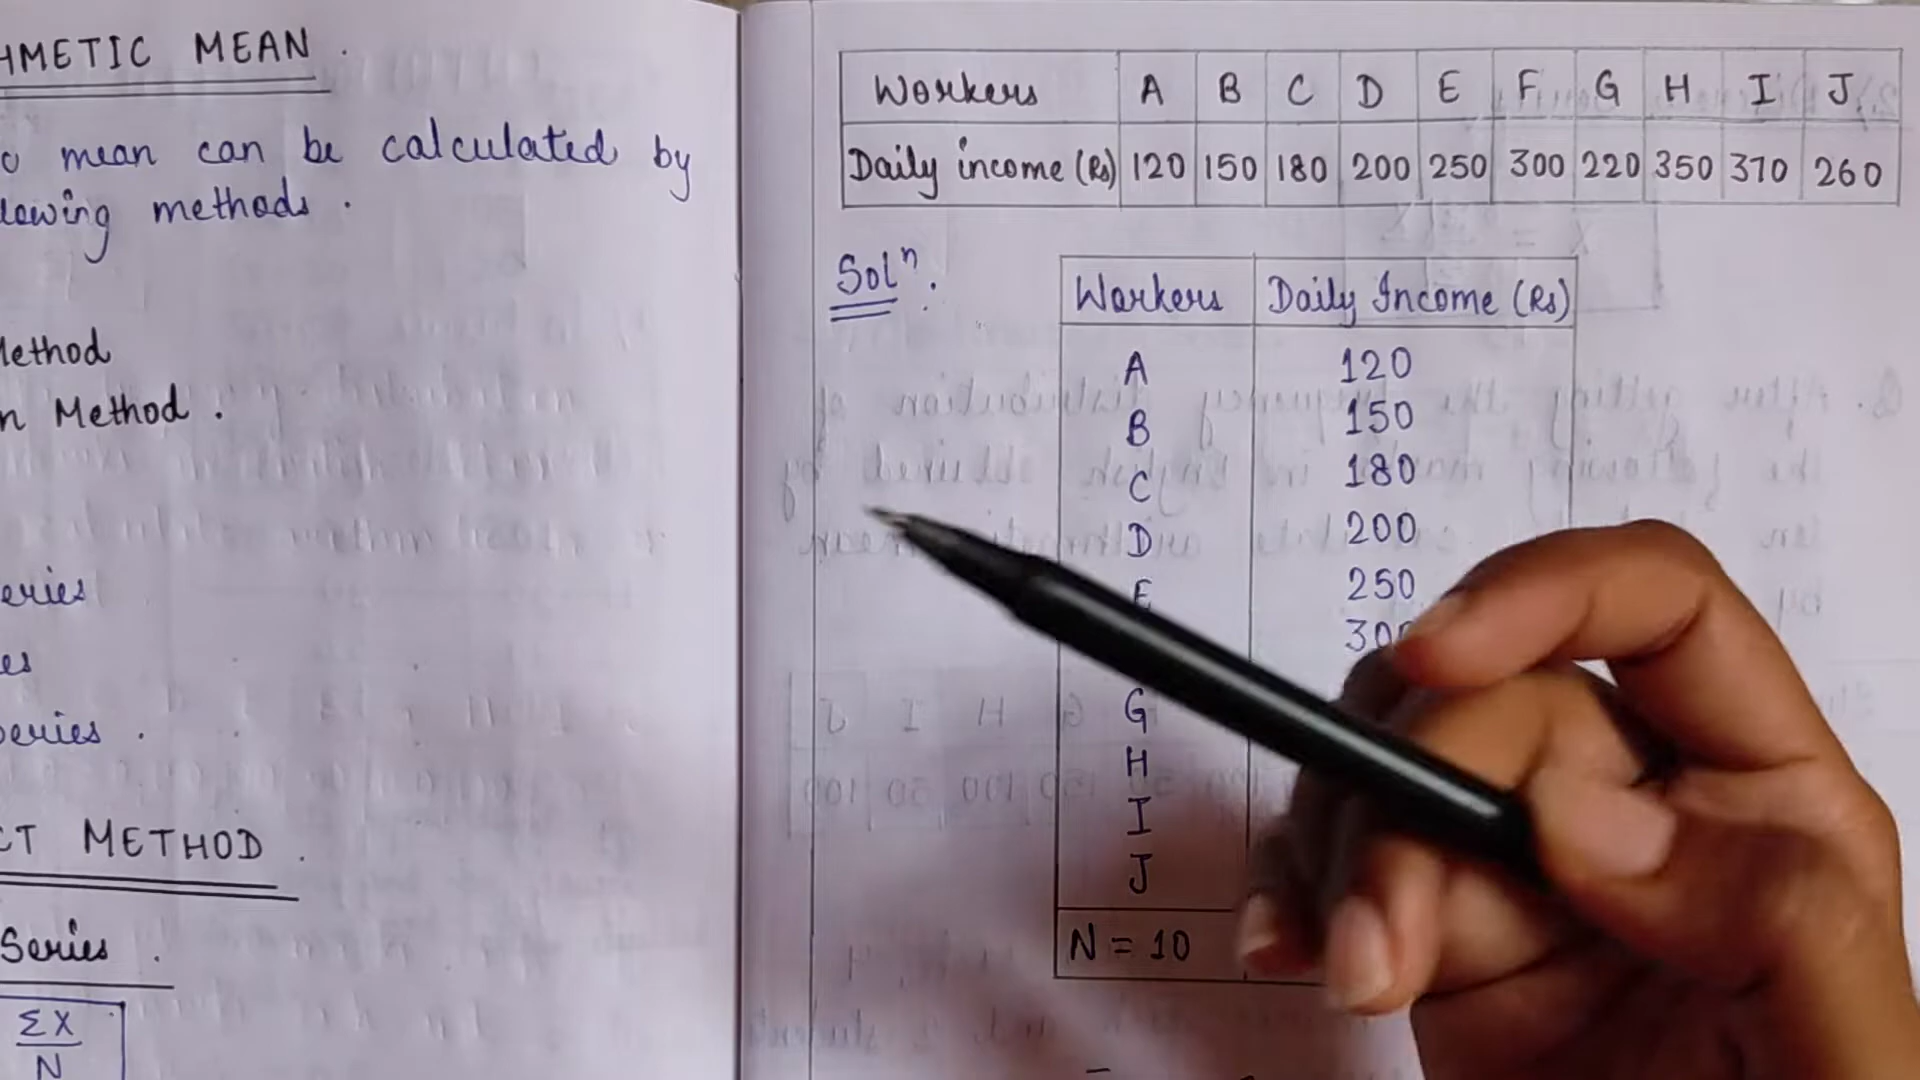 HMETIC MEAN.
mean can be calculated by
lowing methods.
Method
n Method.
eries
es
series.
CT METHOD.
Series.
ΣX
N
Workers A B C D E F G H I J
Daily income (Rs) 120 150 180 200 250 300 220 350 370 260
Solⁿ.
Workers Daily Income (Rs)
A 120
B 150
C 180
D 200
E 250
300
G
H
I
J
N = 10